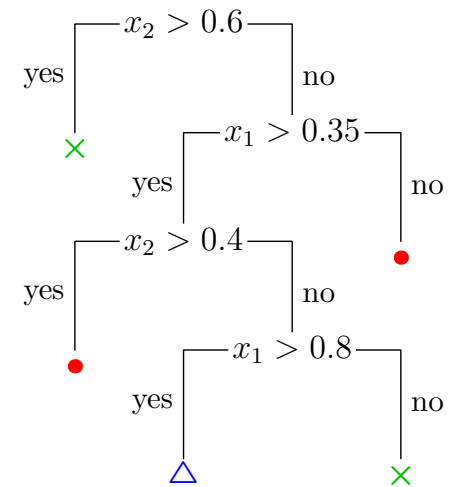 x₂ > 0.6
yes
no
x₁ > 0.35
yes
no
x₂ > 0.4
yes
no
x₁ > 0.8
yes
no